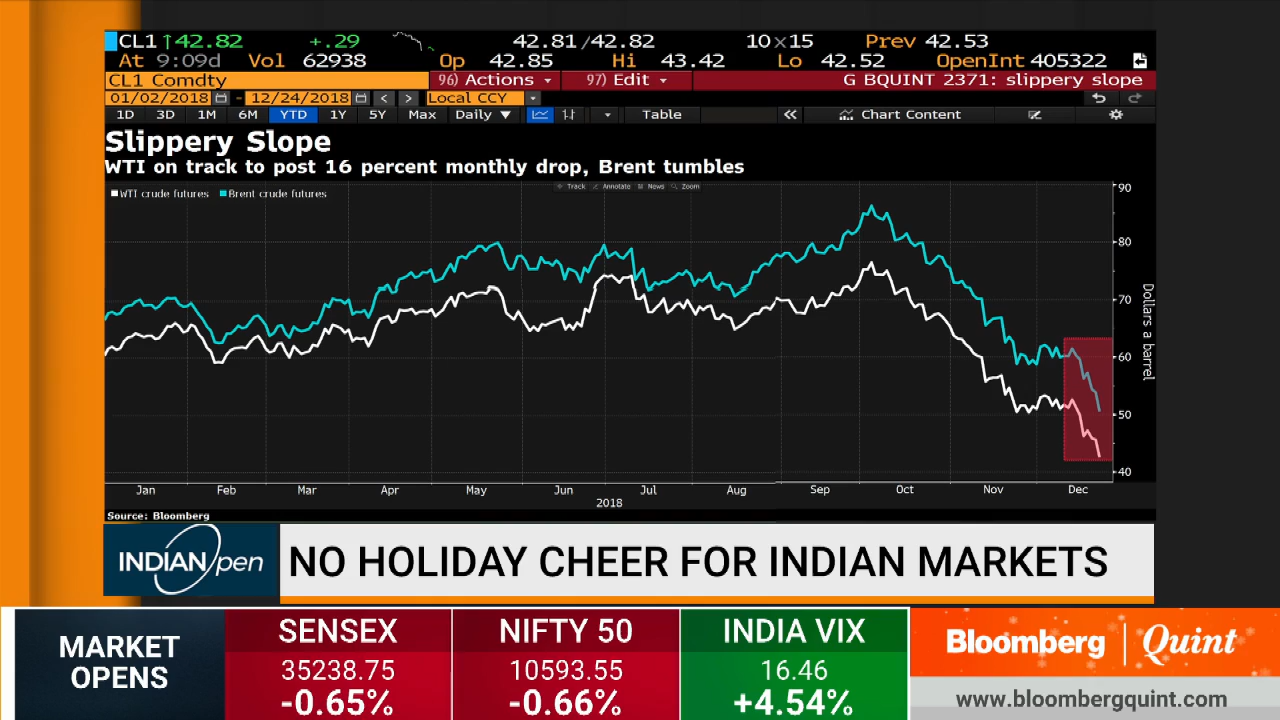 CL1 ↑42.82 +.29 42.81/42.82 10×15 Prev 42.53
At 9:09d Vol 62938 Op 42.85 Hi 43.42 Lo 42.52 OpenInt 405322
CL1 Comdty 96) Actions 97) Edit G BQUINT 2371: slippery slope
01/02/2018 - 12/24/2018 < > Local CCY
1D 3D 1M 6M YTD 1Y 5Y Max Daily ▼ Table « Chart Content
Slippery Slope
WTI on track to post 16 percent monthly drop, Brent tumbles
WTI crude futures Brent crude futures
Track Annotate News Zoom
90
80
70
60
50
40
Dollars a barrel
Jan Feb Mar Apr May Jun Jul Aug Sep Oct Nov Dec
2018
Source: Bloomberg
INDIAN Open
NO HOLIDAY CHEER FOR INDIAN MARKETS
MARKET
OPENS
SENSEX
35238.75
-0.65%
NIFTY 50
10593.55
-0.66%
INDIA VIX
16.46
+4.54%
Bloomberg | Quint
www.bloombergquint.com